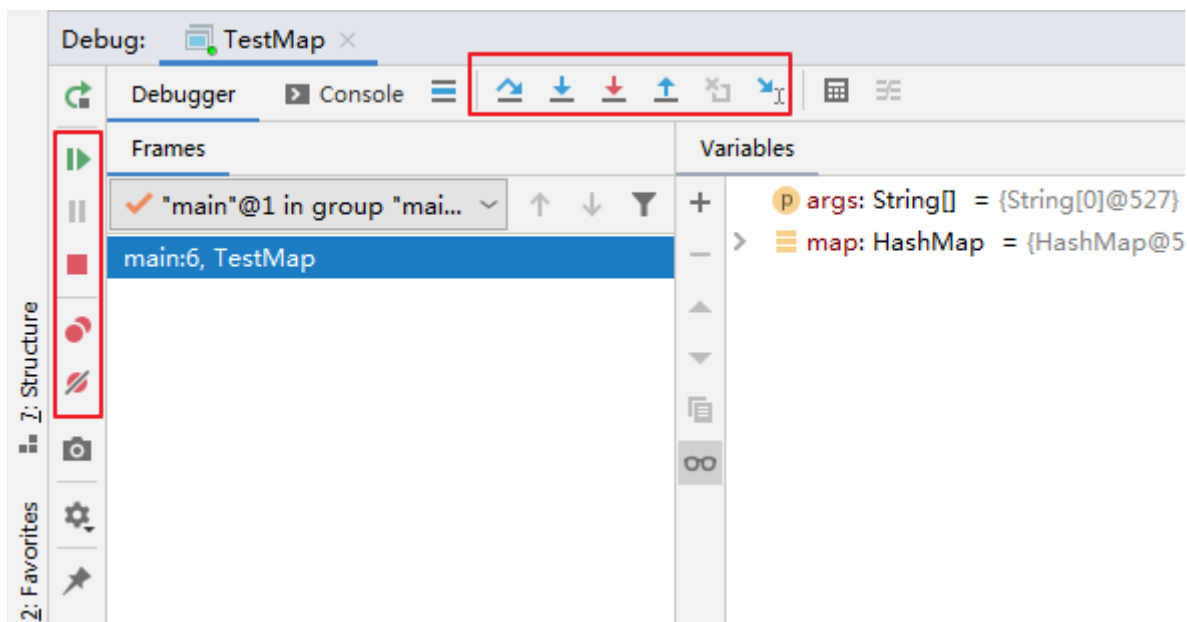 Debug: TestMap
Debugger Console
Frames Variables
"main"@1 in group "mai...
main:6, TestMap
p args: String[] = {String[0]@527}
map: HashMap = {HashMap@5
7: Structure
2: Favorites